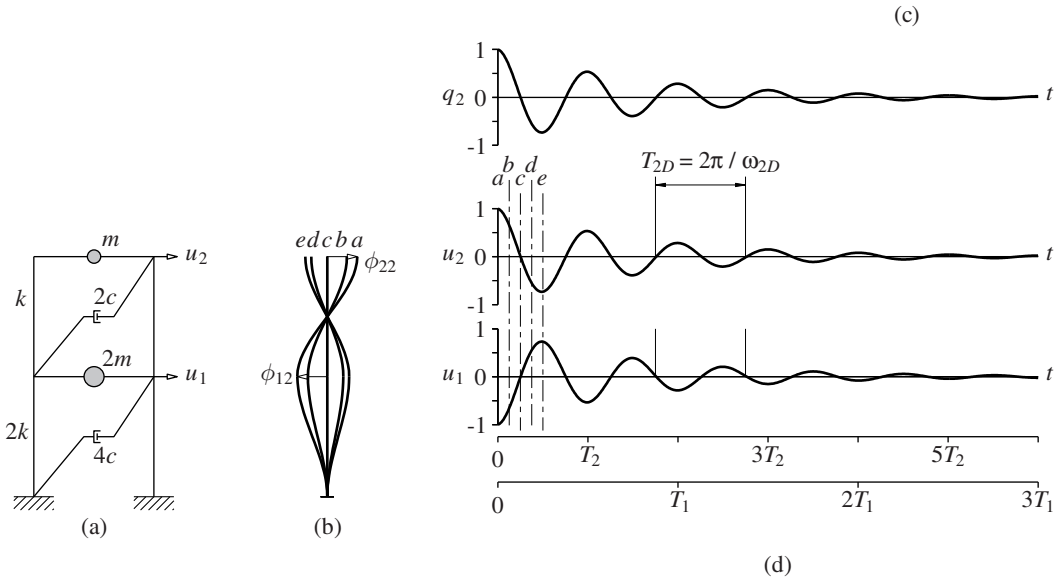 (c)
1
q₂ 0 t
-1
a b c d e T₂D = 2π / ω₂D
1
u₂ 0 t
-1
1
u₁ 0 t
-1
0 T₂ 3T₂ 5T₂
0 T₁ 2T₁ 3T₁
(d)
m u₂
k 2c
2m u₁
2k 4c
(a)
e d c b a
ϕ₂₂
ϕ₁₂
(b)